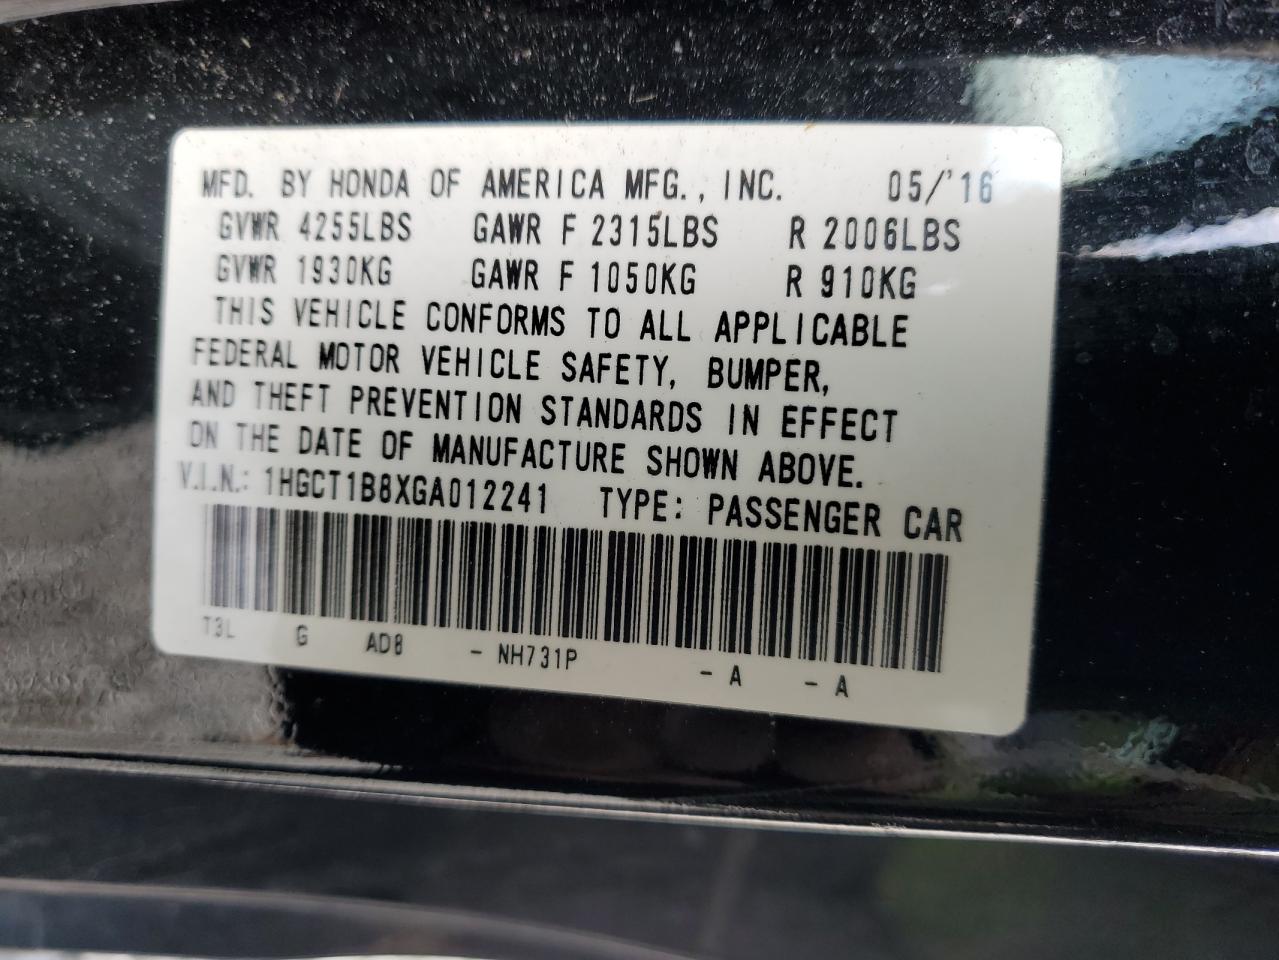 MFD. BY HONDA OF AMERICA MFG., INC. 05/'16
GVWR 4255LBS GAWR F 2315LBS R 2006LBS
GVWR 1930KG GAWR F 1050KG R 910KG
THIS VEHICLE CONFORMS TO ALL APPLICABLE
FEDERAL MOTOR VEHICLE SAFETY, BUMPER,
AND THEFT PREVENTION STANDARDS IN EFFECT
ON THE DATE OF MANUFACTURE SHOWN ABOVE.
V.I.N.: 1HGCT1B8XGA012241 TYPE: PASSENGER CAR
T3L G AD8 - NH731P - A - A